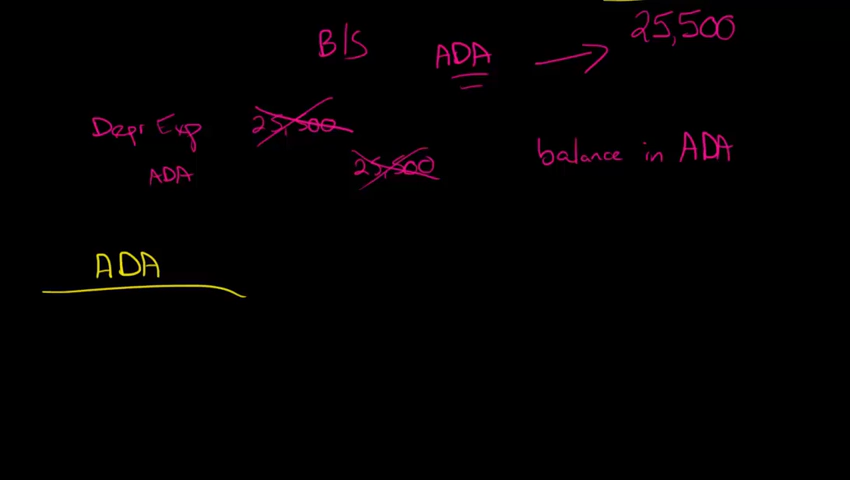 25,500
B/S ADA
Depr Exp 25,500
ADA 25,500
balance in ADA
ADA